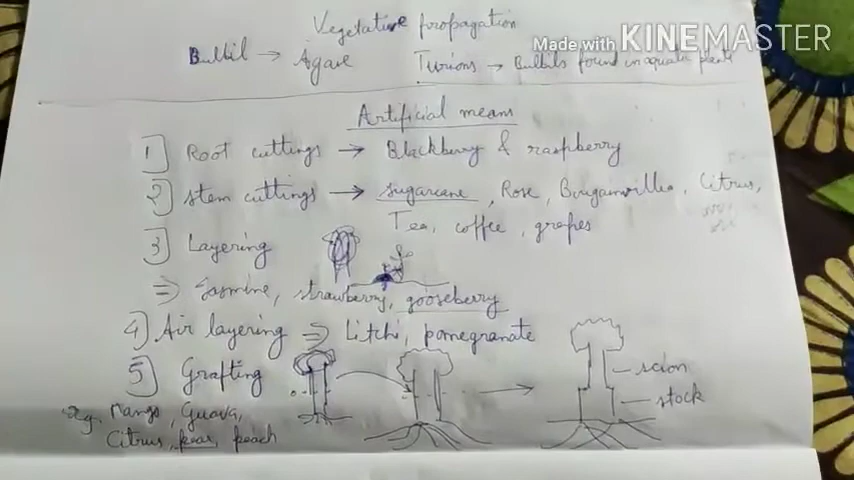 Vegetative propagation
Made with KINEMASTER
Bulbil → Agave Turions → Bulbils found in aquatic plants
Artificial means
1] Root cuttings → Blackberry & raspberry
2] Stem cuttings → Sugarcane, Rose, Bougainvillea, Citrus,
Tea, coffee, grapes
3] Layering
⇒ Jasmine, strawberry, gooseberry
4] Air layering ⇒ Litchi, pomegranate
5] Grafting
scion
stock
eg. Mango, Guava,
Citrus, pear, peach